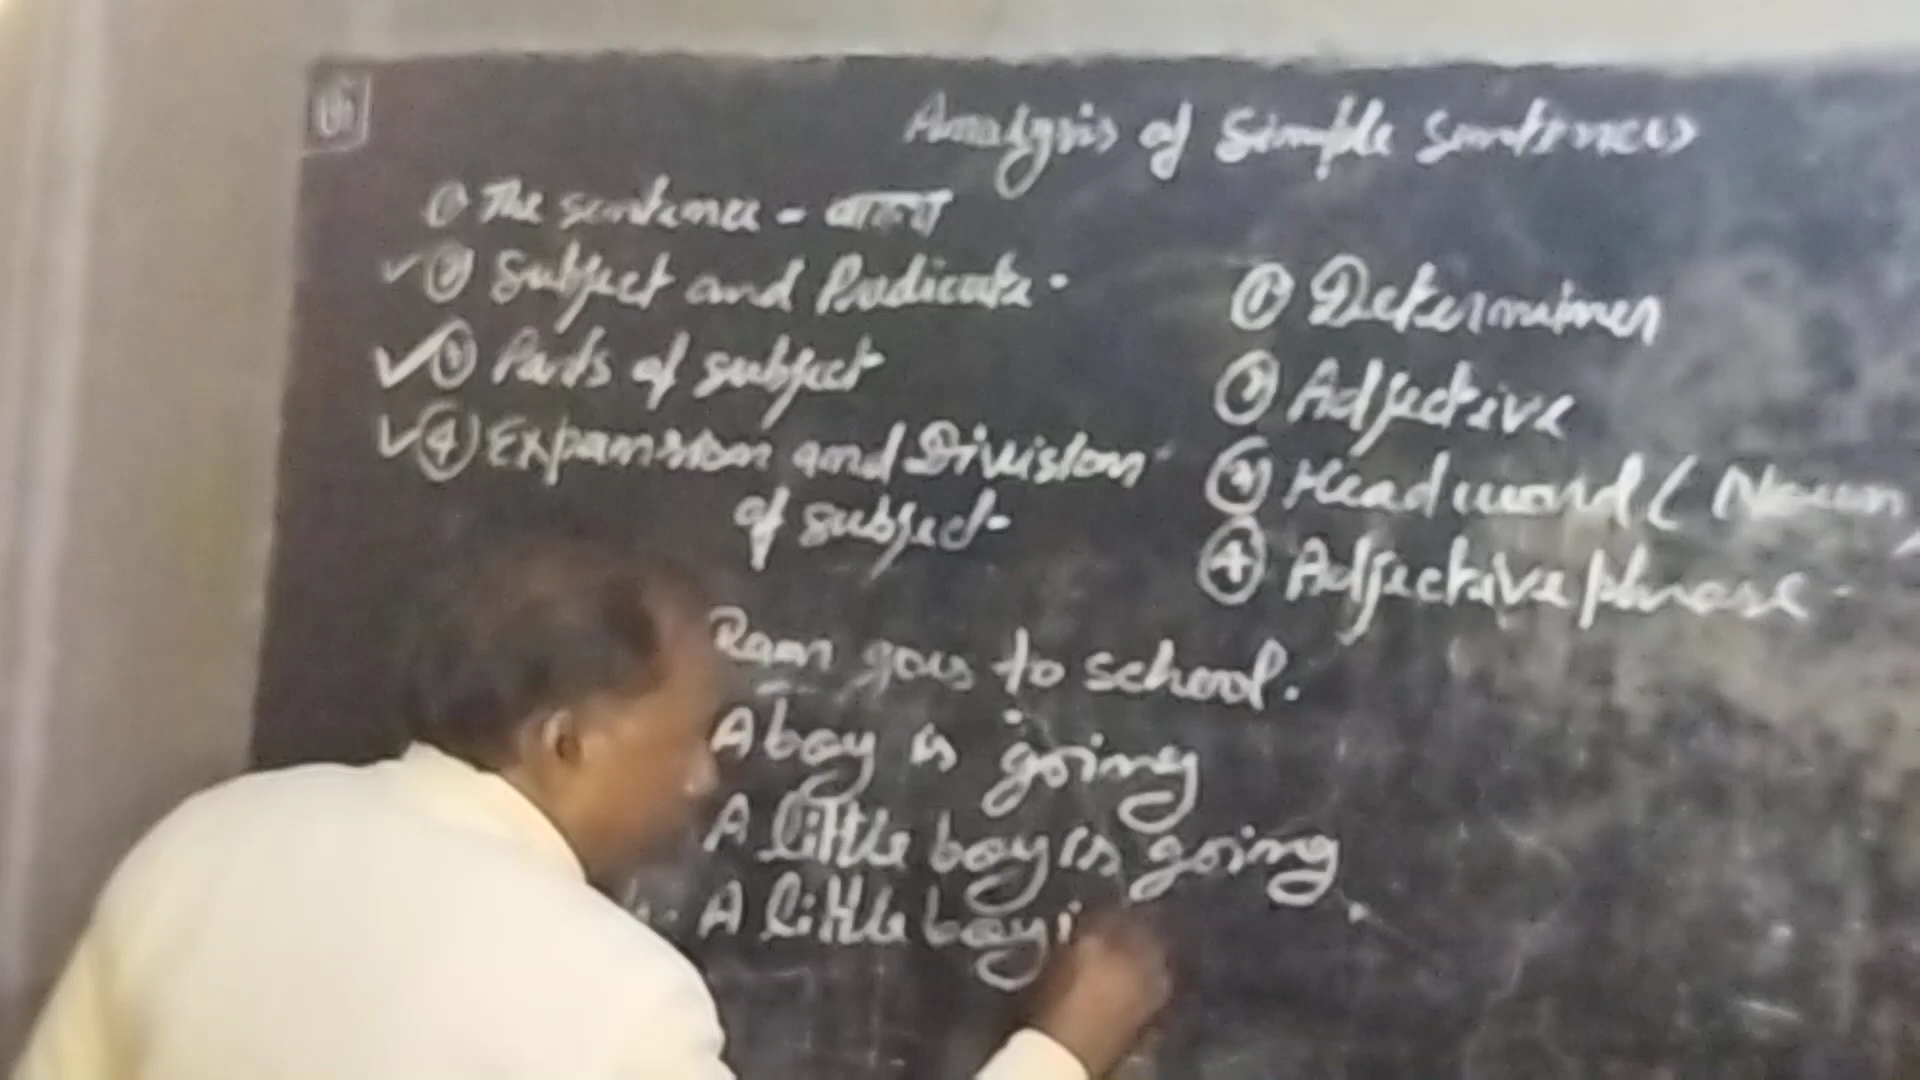 Analysis of Simple Sentences
① The sentence - वाक्य
✓② Subject and Predicate.
✓③ Parts of subject
✓④ Expansion and Division
of subject-
① Determiner
② Adjective
③ Headword (Noun)
④ Adjective phrase
Ram goes to school.
A boy is going
A little boy is going
A little boy i